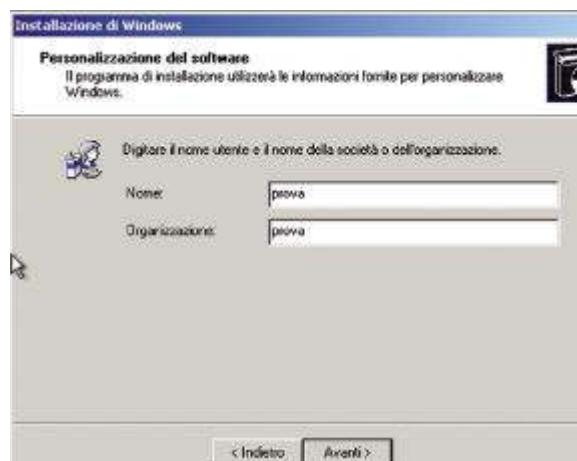 Installazione di Windows
Personalizzazione del software
Il programma di installazione utilizzerà le informazioni fornite per personalizzare
Windows.
Digitare il nome utente e il nome della società o dell'organizzazione.
Nome: prova
Organizzazione: prova
< Indietro Avanti >